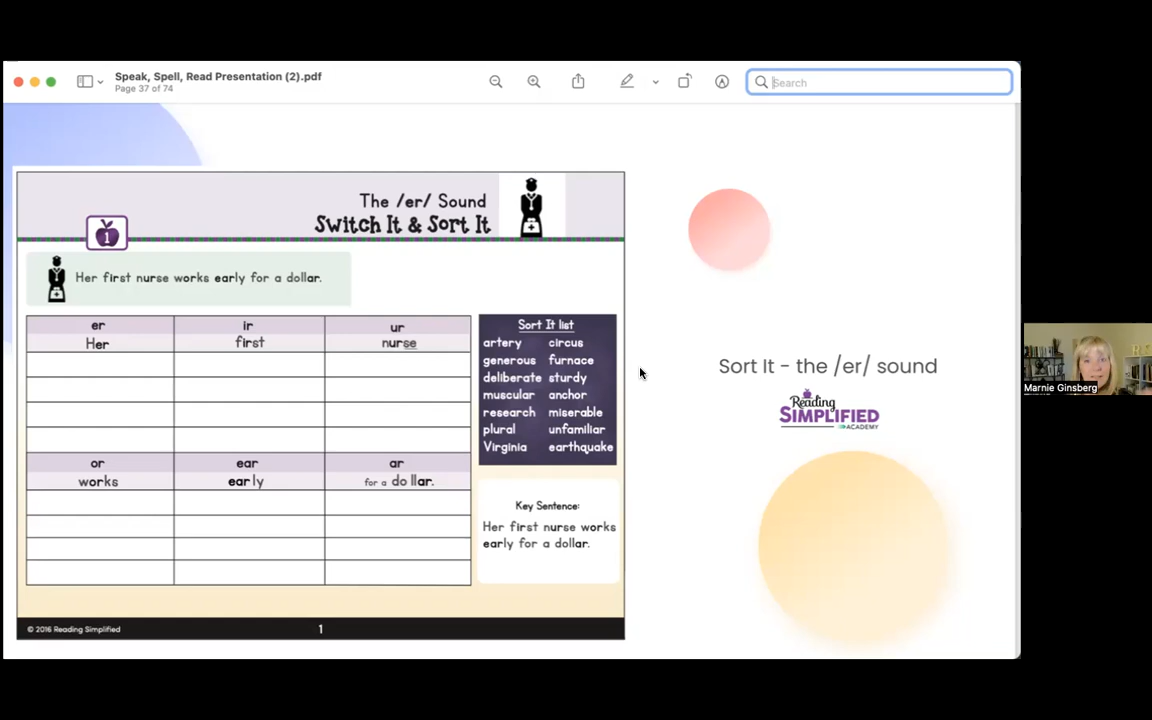 Speak, Spell, Read Presentation (2).pdf
Page 37 of 74
Search
The /er/ Sound
Switch It & Sort It
1
Her first nurse works early for a dollar.
er ir ur
Her first nurse
or ear ar
works early for a dollar.
Sort It list
artery circus
generous furnace
deliberate sturdy
muscular anchor
research miserable
plural unfamiliar
Virginia earthquake
Key Sentence:
Her first nurse works
early for a dollar.
© 2016 Reading Simplified
1
Sort It - the /er/ sound
Reading
SIMPLIFIED
ACADEMY
Marnie Ginsberg